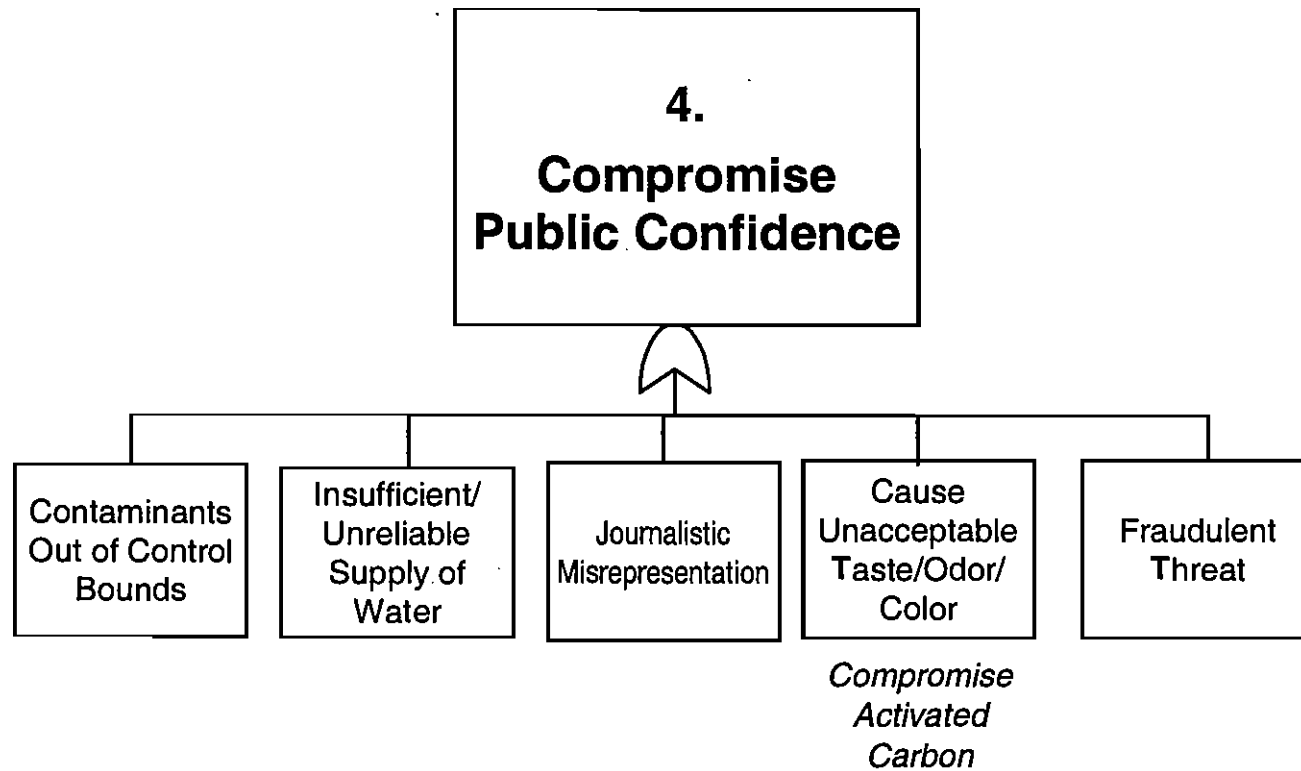 4.
Compromise
Public Confidence
Contaminants
Out of Control
Bounds
Insufficient/
Unreliable
Supply of
Water
Journalistic
Misrepresentation
Cause
Unacceptable
Taste/Odor/
Color
Fraudulent
Threat
Compromise
Activated
Carbon